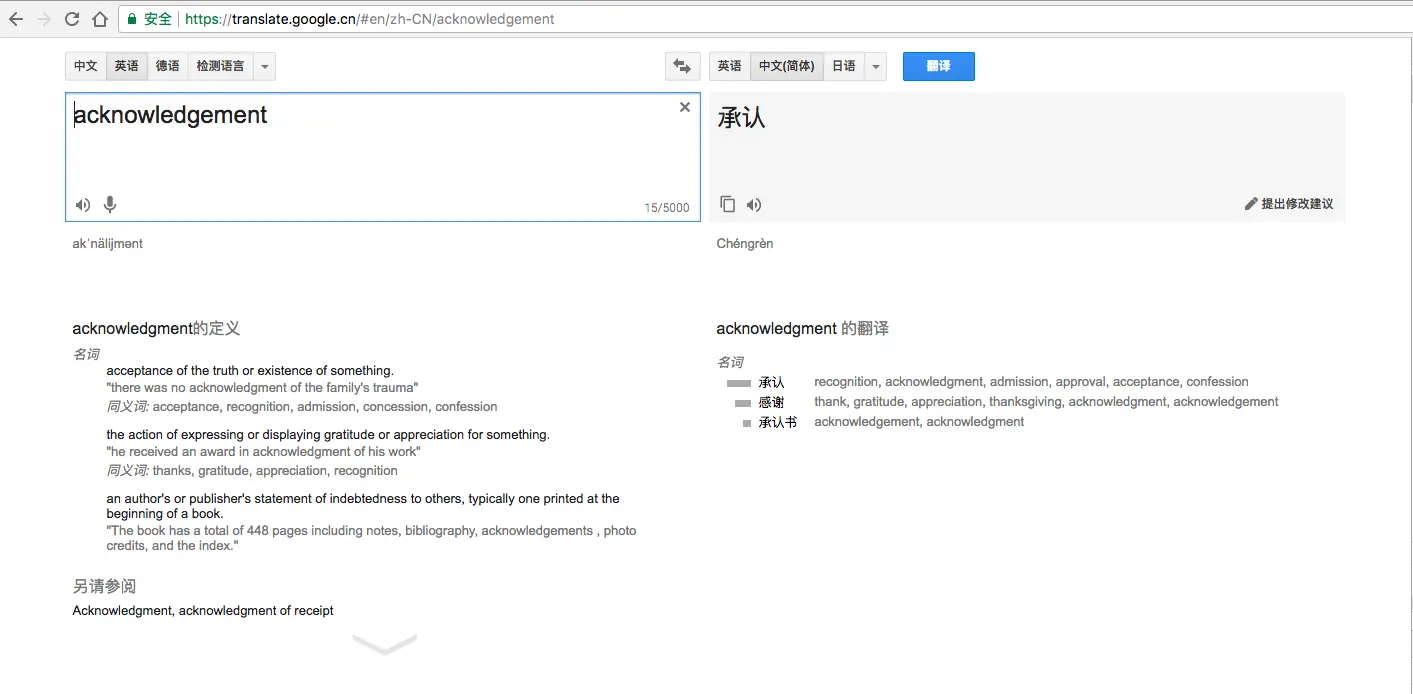 安全 https://translate.google.cn/#en/zh-CN/acknowledgement
中文 英语 德语 检测语言
英语 中文(简体) 日语 翻译
acknowledgement
15/5000
承认
提出修改建议
akˈnälijmənt
Chéngrèn
acknowledgment的定义
名词
acceptance of the truth or existence of something.
"there was no acknowledgment of the family's trauma"
同义词: acceptance, recognition, admission, concession, confession
the action of expressing or displaying gratitude or appreciation for something.
"he received an award in acknowledgment of his work"
同义词: thanks, gratitude, appreciation, recognition
an author's or publisher's statement of indebtedness to others, typically one printed at the
beginning of a book.
"The book has a total of 448 pages including notes, bibliography, acknowledgements , photo
credits, and the index."
另请参阅
Acknowledgment, acknowledgment of receipt
acknowledgment 的翻译
名词
承认 recognition, acknowledgment, admission, approval, acceptance, confession
感谢 thank, gratitude, appreciation, thanksgiving, acknowledgment, acknowledgement
承认书 acknowledgement, acknowledgment